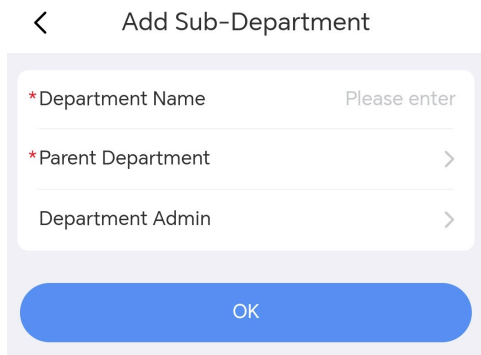 Add Sub-Department
*Department Name Please enter
*Parent Department
Department Admin
OK